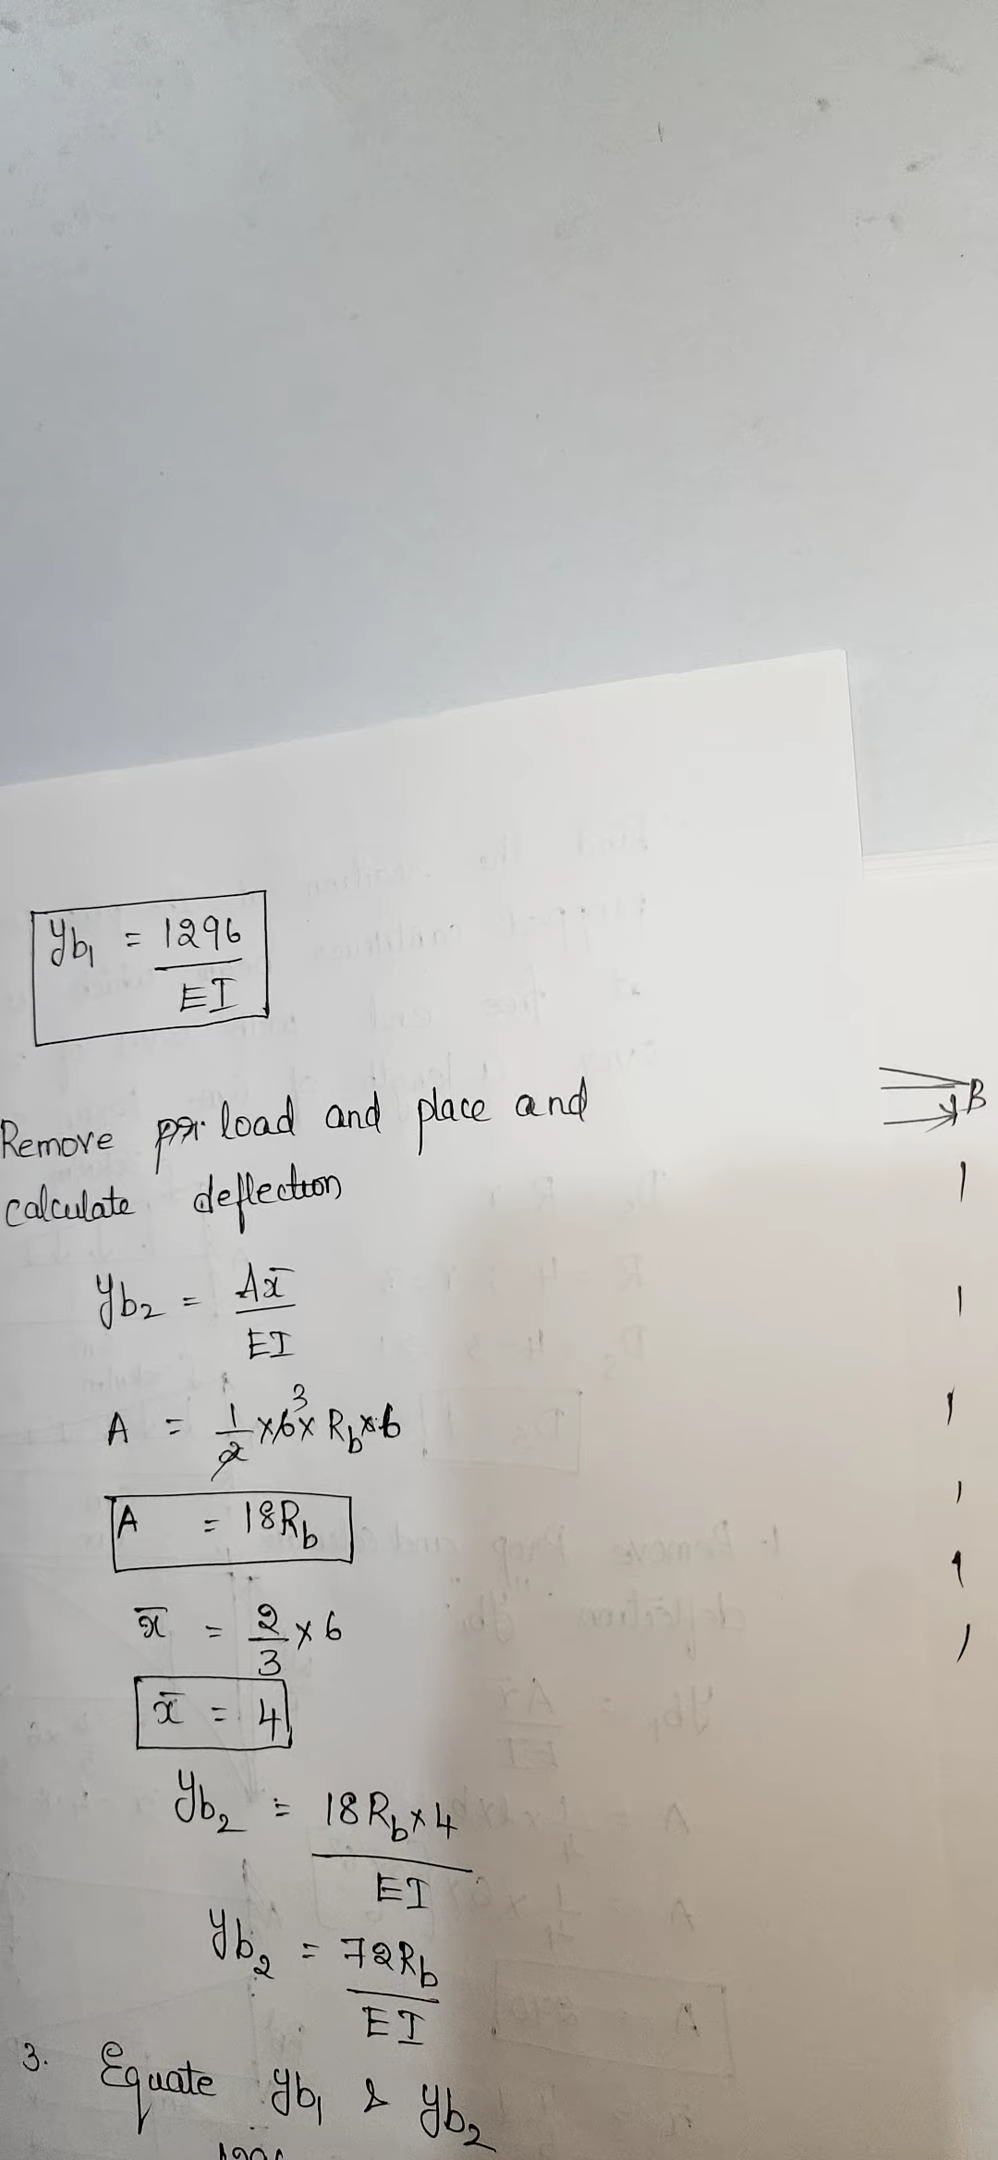 yb₁ = 1296
EI
Remove load and place and
calculate deflection
yb₂ = Ax̄
EI
A = 1/2 × 6 3 × Rb × 6
A = 18Rb
x̄ = 2/3 × 6
x̄ = 4
yb₂ = 18Rb × 4
EI
yb₂ = 72Rb
EI
3. Equate yb₁ & yb₂
B